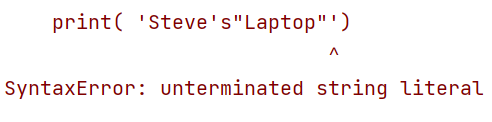 print( 'Steve's"Laptop"')
^
SyntaxError: unterminated string literal